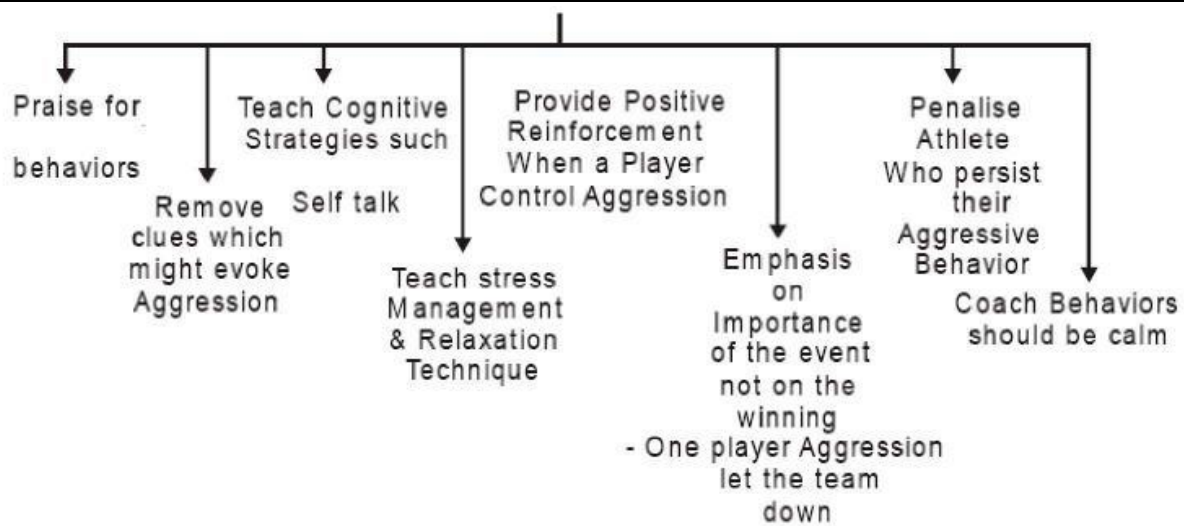 Praise for
behaviors
Remove
clues which
might evoke
Aggression
Teach Cognitive
Strategies such
Self talk
Teach stress
Management
& Relaxation
Technique
Provide Positive
Reinforcement
When a Player
Control Aggression
Emphasis
on
Importance
of the event
not on the
winning
- One player Aggression
let the team
down
Penalise
Athlete
Who persist
their
Aggressive
Behavior
Coach Behaviors
should be calm